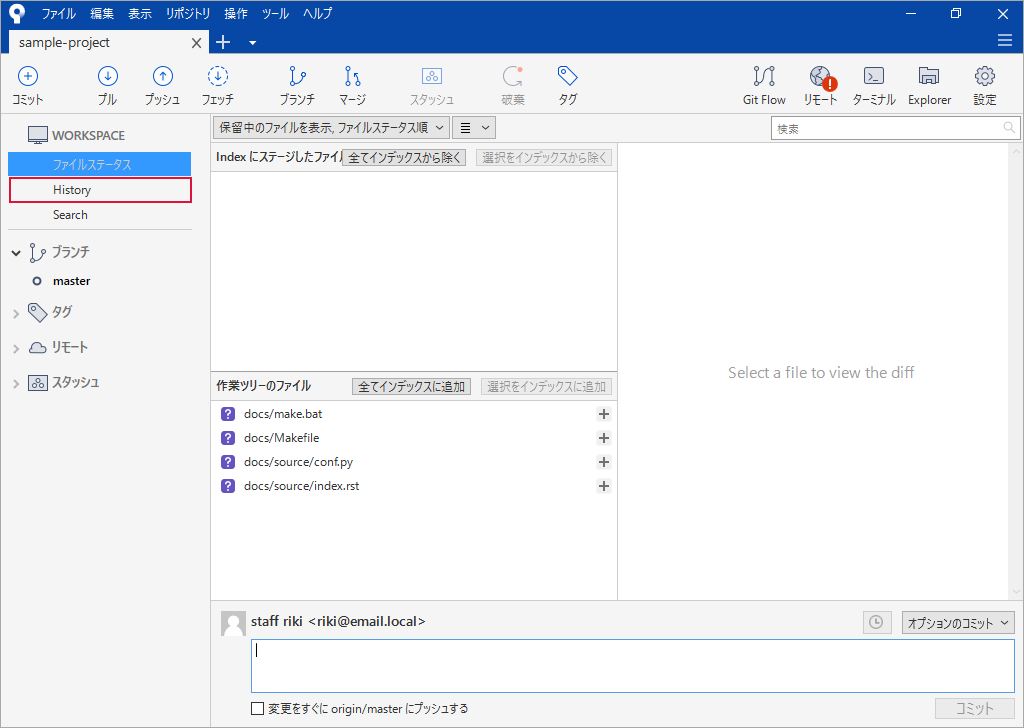 ファイル 編集 表示 リポジトリ 操作 ツール ヘルプ
sample-project
コミット プル プッシュ フェッチ ブランチ マージ スタッシュ 破棄 タグ Git Flow リモート ターミナル Explorer 設定
WORKSPACE
ファイルステータス
History
Search
ブランチ
master
タグ
リモート
スタッシュ
保留中のファイルを表示, ファイルステータス順
検索
Index にステージしたファイル 全てインデックスから除く 選択をインデックスから除く
Select a file to view the diff
作業ツリーのファイル 全てインデックスに追加 選択をインデックスに追加
docs/make.bat
docs/Makefile
docs/source/conf.py
docs/source/index.rst
staff riki <riki@email.local>
オプションのコミット
変更をすぐに origin/master にプッシュする
コミット